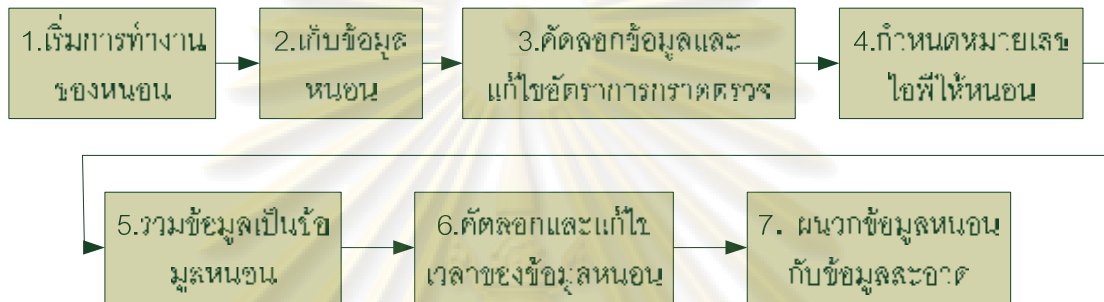 1.เริ่มการทำงาน
ของหนอน
2.เก็บข้อมูล
หนอน
3.คัดลอกข้อมูลและ
แก้ไขอัตราการกราดตรวจ
4.กำหนดหมายเลข
ไอพีให้หนอน
5.รวมข้อมูลเป็นข้อ
มูลหนอน
6.คัดลอกและแก้ไข
เวลาของข้อมูลหนอน
7. ผนวกข้อมูลหนอน
กับข้อมูลสะอาด